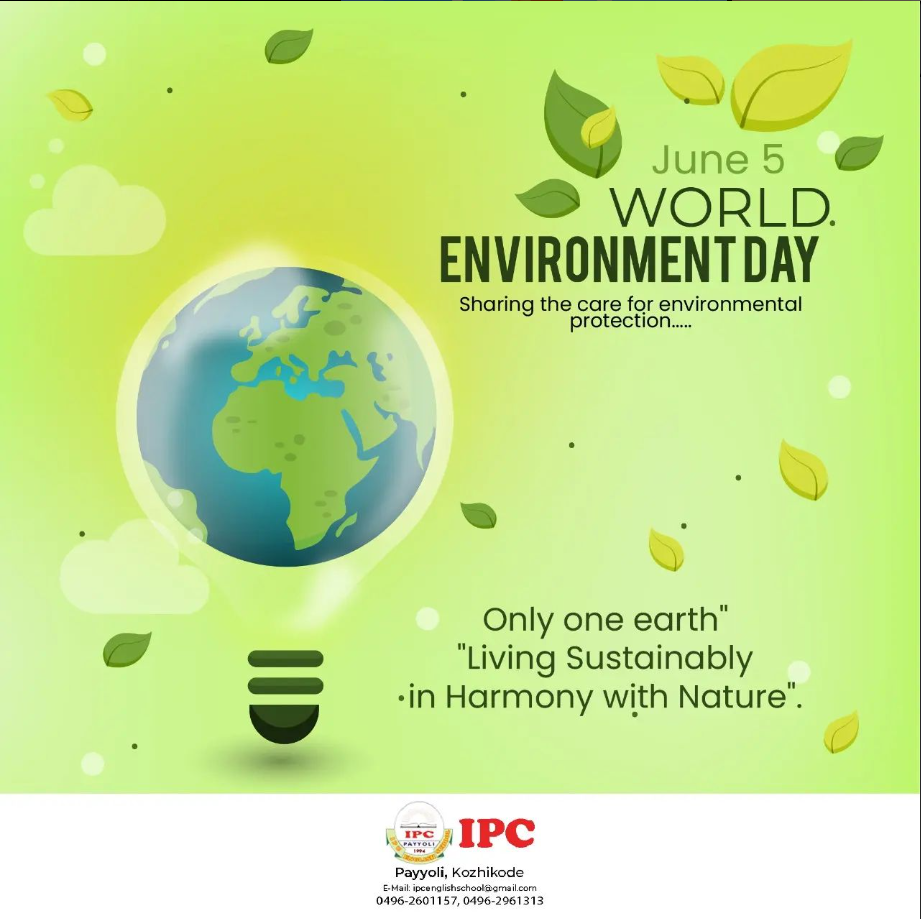 June 5
WORLD
ENVIRONMENT DAY
Sharing the care for environmental
protection.....
Only one earth"
"Living Sustainably
in Harmony with Nature".
IPC
PAYYOLI
1994
IPC
Payyoli, Kozhikode
E-Mail: ipcenglishschool@gmail.com
0496-2601157, 0496-2961313